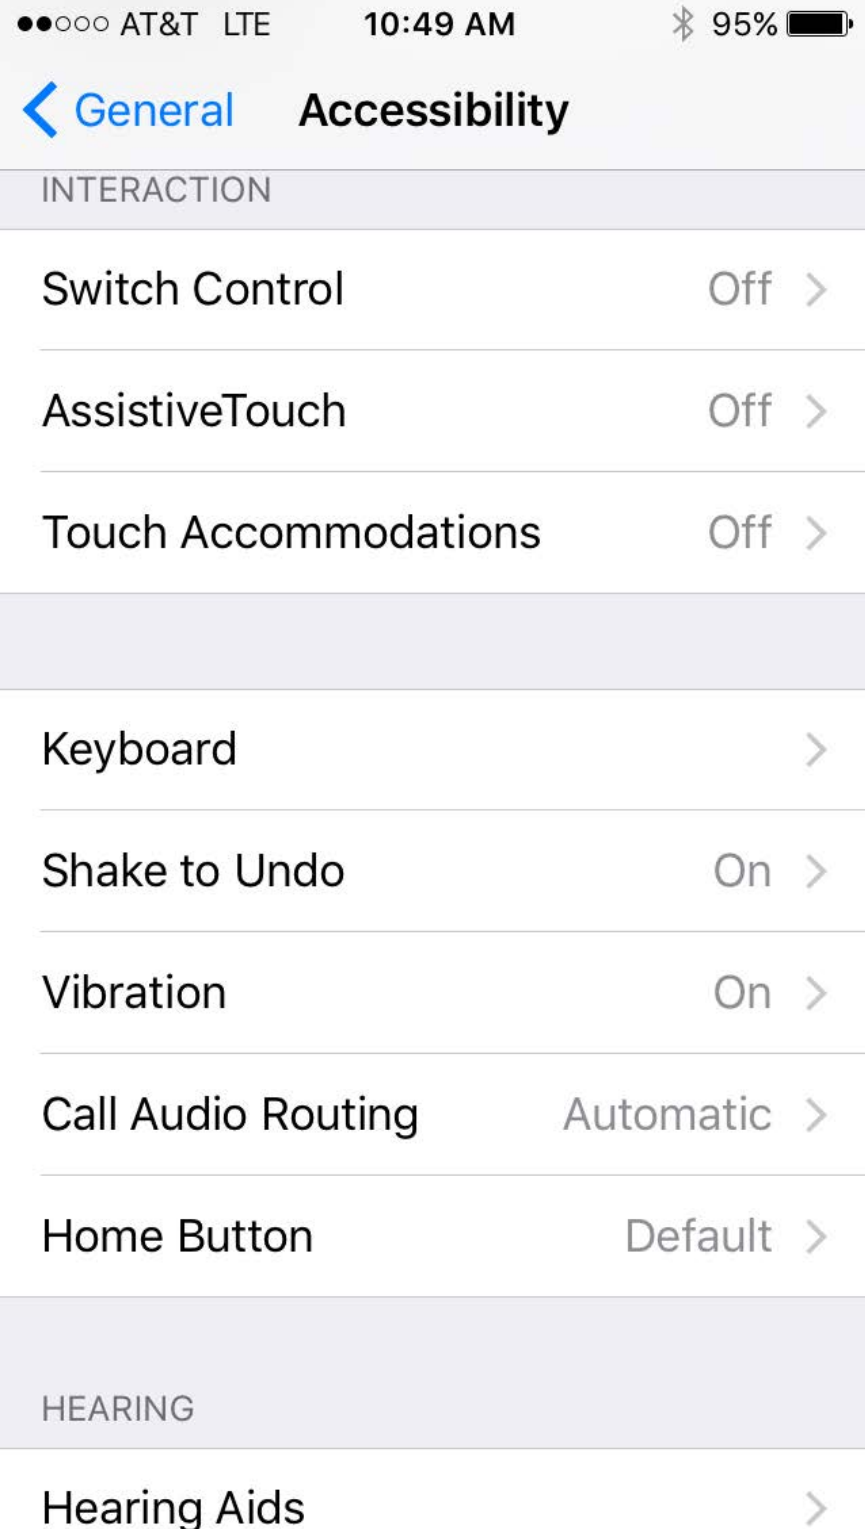 AT&T LTE 10:49 AM 95%
General Accessibility
INTERACTION
Switch Control Off
AssistiveTouch Off
Touch Accommodations Off
Keyboard
Shake to Undo On
Vibration On
Call Audio Routing Automatic
Home Button Default
HEARING
Hearing Aids